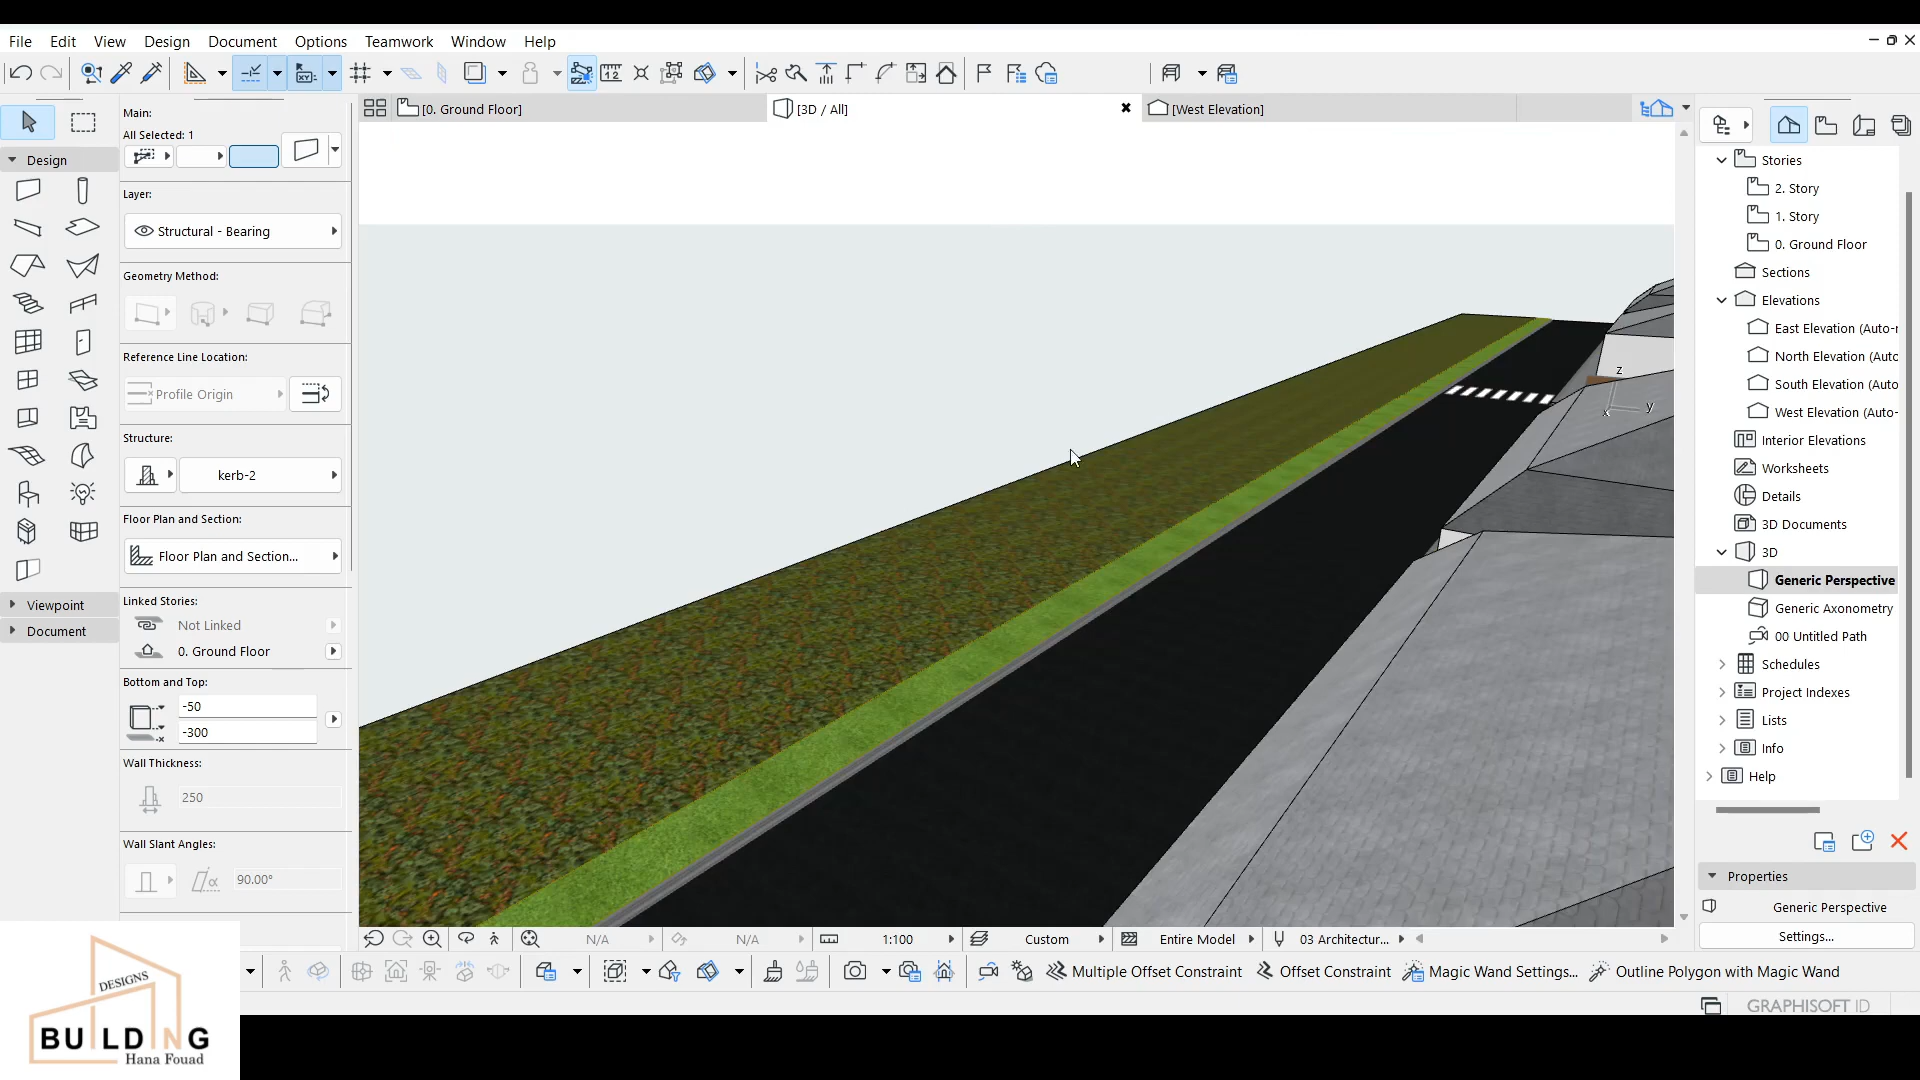 File Edit View Design Document Options Teamwork Window Help
[0. Ground Floor] [3D / All] [West Elevation]
Main:
All Selected: 1
Design
Layer:
Structural - Bearing
Geometry Method:
Reference Line Location:
Profile Origin
Structure:
kerb-2
Floor Plan and Section:
Floor Plan and Section...
Linked Stories:
Not Linked
0. Ground Floor
Bottom and Top:
-50
-300
Wall Thickness:
250
Wall Slant Angles:
90.00°
Viewpoint
Document
z
x
y
Stories
2. Story
1. Story
0. Ground Floor
Sections
Elevations
East Elevation (Auto-r
North Elevation (Auto
South Elevation (Auto
West Elevation (Auto-
Interior Elevations
Worksheets
Details
3D Documents
3D
Generic Perspective
Generic Axonometry
00 Untitled Path
Schedules
Project Indexes
Lists
Info
Help
Properties
Generic Perspective
Settings...
N/A N/A 1:100 Custom Entire Model 03 Architectur...
Multiple Offset Constraint Offset Constraint Magic Wand Settings... Outline Polygon with Magic Wand
GRAPHISOFT ID
DESIGNS
BUILDING
Hana Fouad